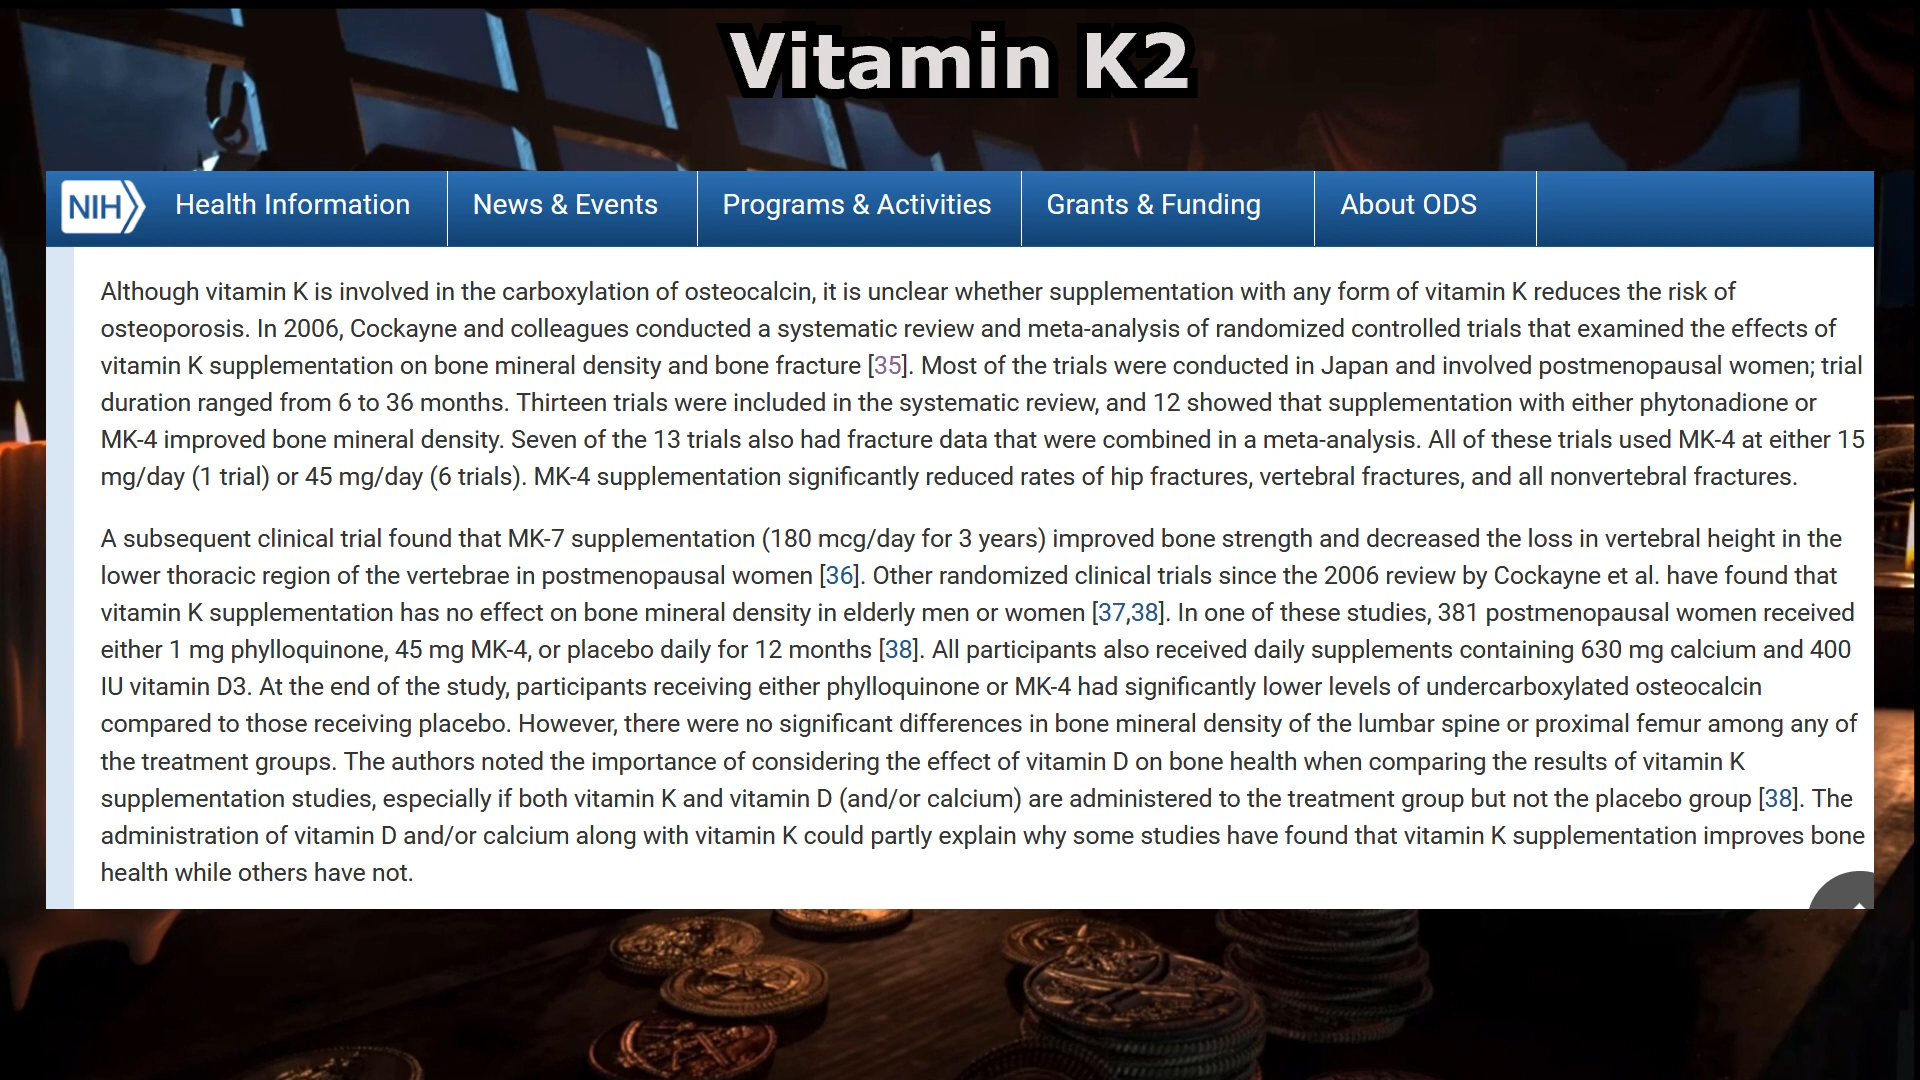 Vitamin K2
NIH
Health Information
News & Events
Programs & Activities
Grants & Funding
About ODS
Although vitamin K is involved in the carboxylation of osteocalcin, it is unclear whether supplementation with any form of vitamin K reduces the risk of
osteoporosis. In 2006, Cockayne and colleagues conducted a systematic review and meta-analysis of randomized controlled trials that examined the effects of
vitamin K supplementation on bone mineral density and bone fracture [35]. Most of the trials were conducted in Japan and involved postmenopausal women; trial
duration ranged from 6 to 36 months. Thirteen trials were included in the systematic review, and 12 showed that supplementation with either phytonadione or
MK-4 improved bone mineral density. Seven of the 13 trials also had fracture data that were combined in a meta-analysis. All of these trials used MK-4 at either 15
mg/day (1 trial) or 45 mg/day (6 trials). MK-4 supplementation significantly reduced rates of hip fractures, vertebral fractures, and all nonvertebral fractures.
A subsequent clinical trial found that MK-7 supplementation (180 mcg/day for 3 years) improved bone strength and decreased the loss in vertebral height in the
lower thoracic region of the vertebrae in postmenopausal women [36]. Other randomized clinical trials since the 2006 review by Cockayne et al. have found that
vitamin K supplementation has no effect on bone mineral density in elderly men or women [37,38]. In one of these studies, 381 postmenopausal women received
either 1 mg phylloquinone, 45 mg MK-4, or placebo daily for 12 months [38]. All participants also received daily supplements containing 630 mg calcium and 400
IU vitamin D3. At the end of the study, participants receiving either phylloquinone or MK-4 had significantly lower levels of undercarboxylated osteocalcin
compared to those receiving placebo. However, there were no significant differences in bone mineral density of the lumbar spine or proximal femur among any of
the treatment groups. The authors noted the importance of considering the effect of vitamin D on bone health when comparing the results of vitamin K
supplementation studies, especially if both vitamin K and vitamin D (and/or calcium) are administered to the treatment group but not the placebo group [38]. The
administration of vitamin D and/or calcium along with vitamin K could partly explain why some studies have found that vitamin K supplementation improves bone
health while others have not.